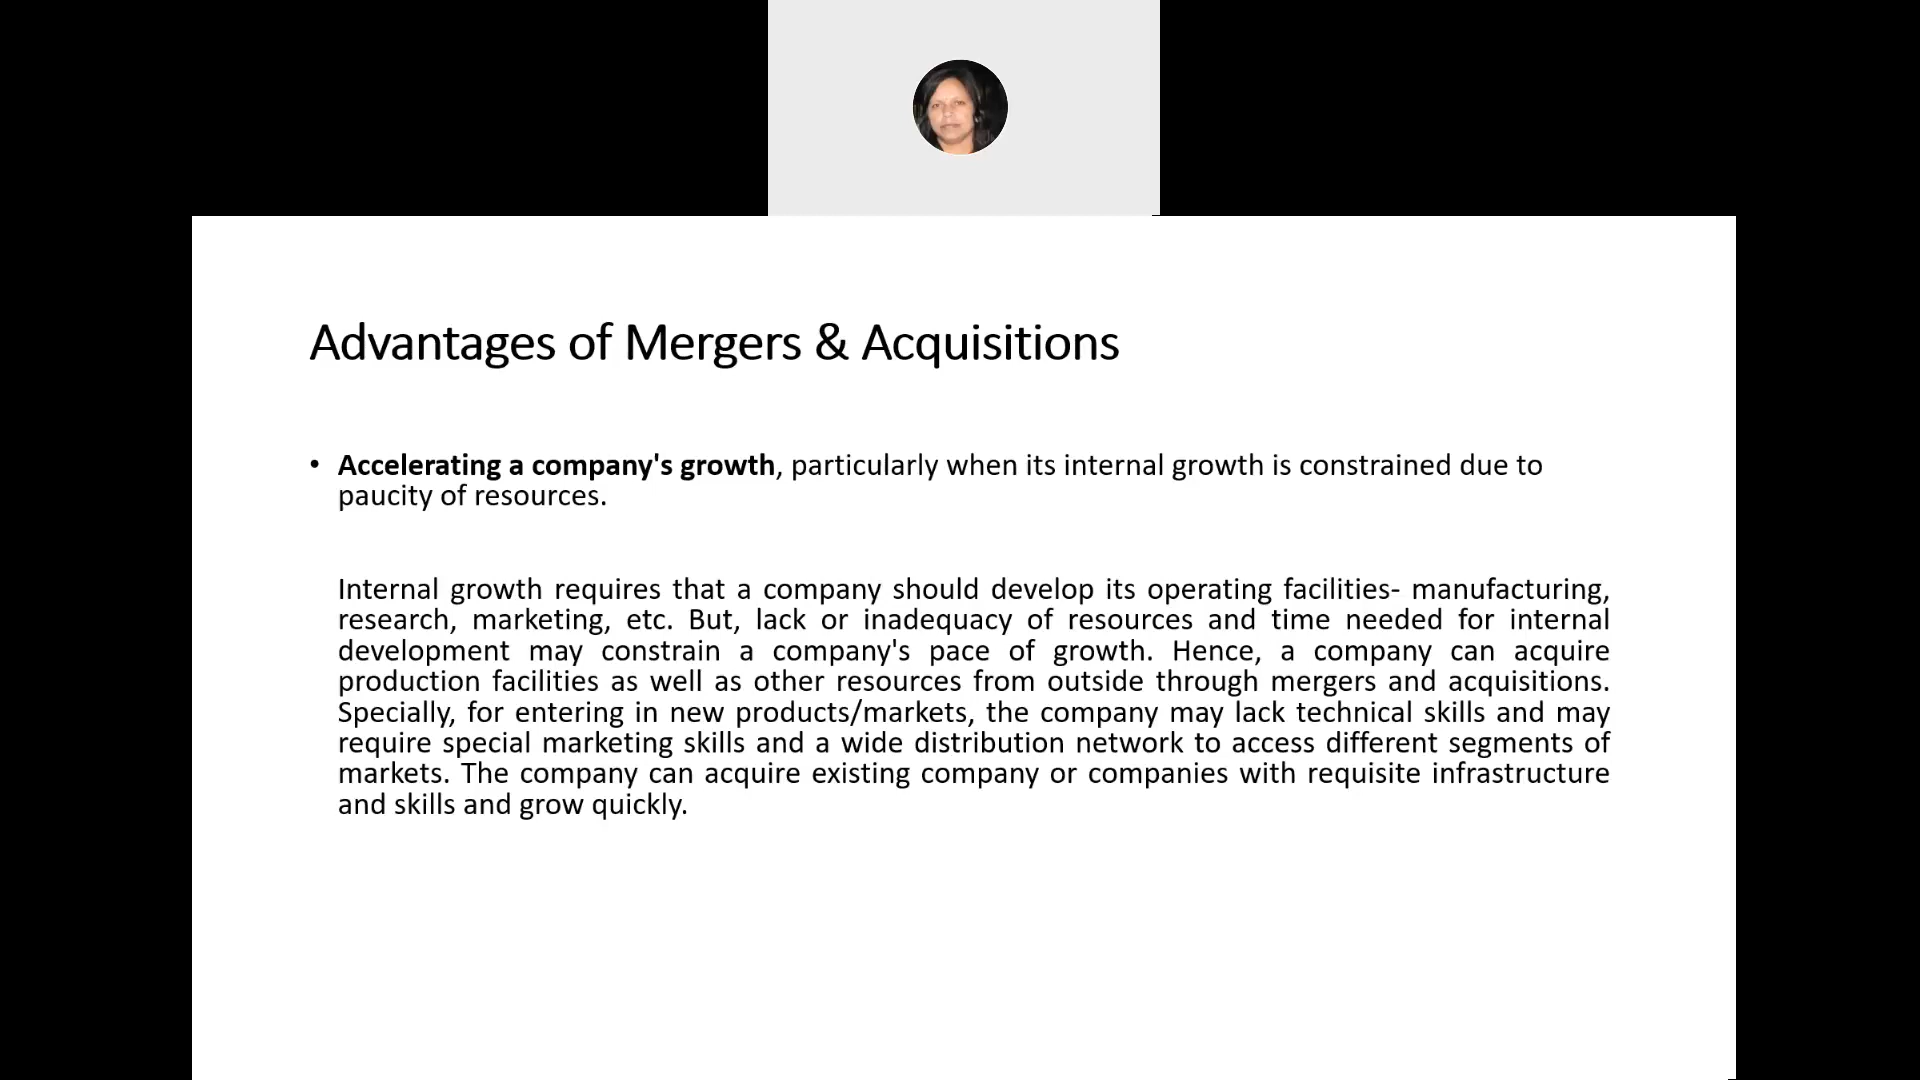 Advantages of Mergers & Acquisitions
• Accelerating a company's growth, particularly when its internal growth is constrained due to
paucity of resources.
Internal growth requires that a company should develop its operating facilities- manufacturing,
research, marketing, etc. But, lack or inadequacy of resources and time needed for internal
development may constrain a company's pace of growth. Hence, a company can acquire
production facilities as well as other resources from outside through mergers and acquisitions.
Specially, for entering in new products/markets, the company may lack technical skills and may
require special marketing skills and a wide distribution network to access different segments of
markets. The company can acquire existing company or companies with requisite infrastructure
and skills and grow quickly.